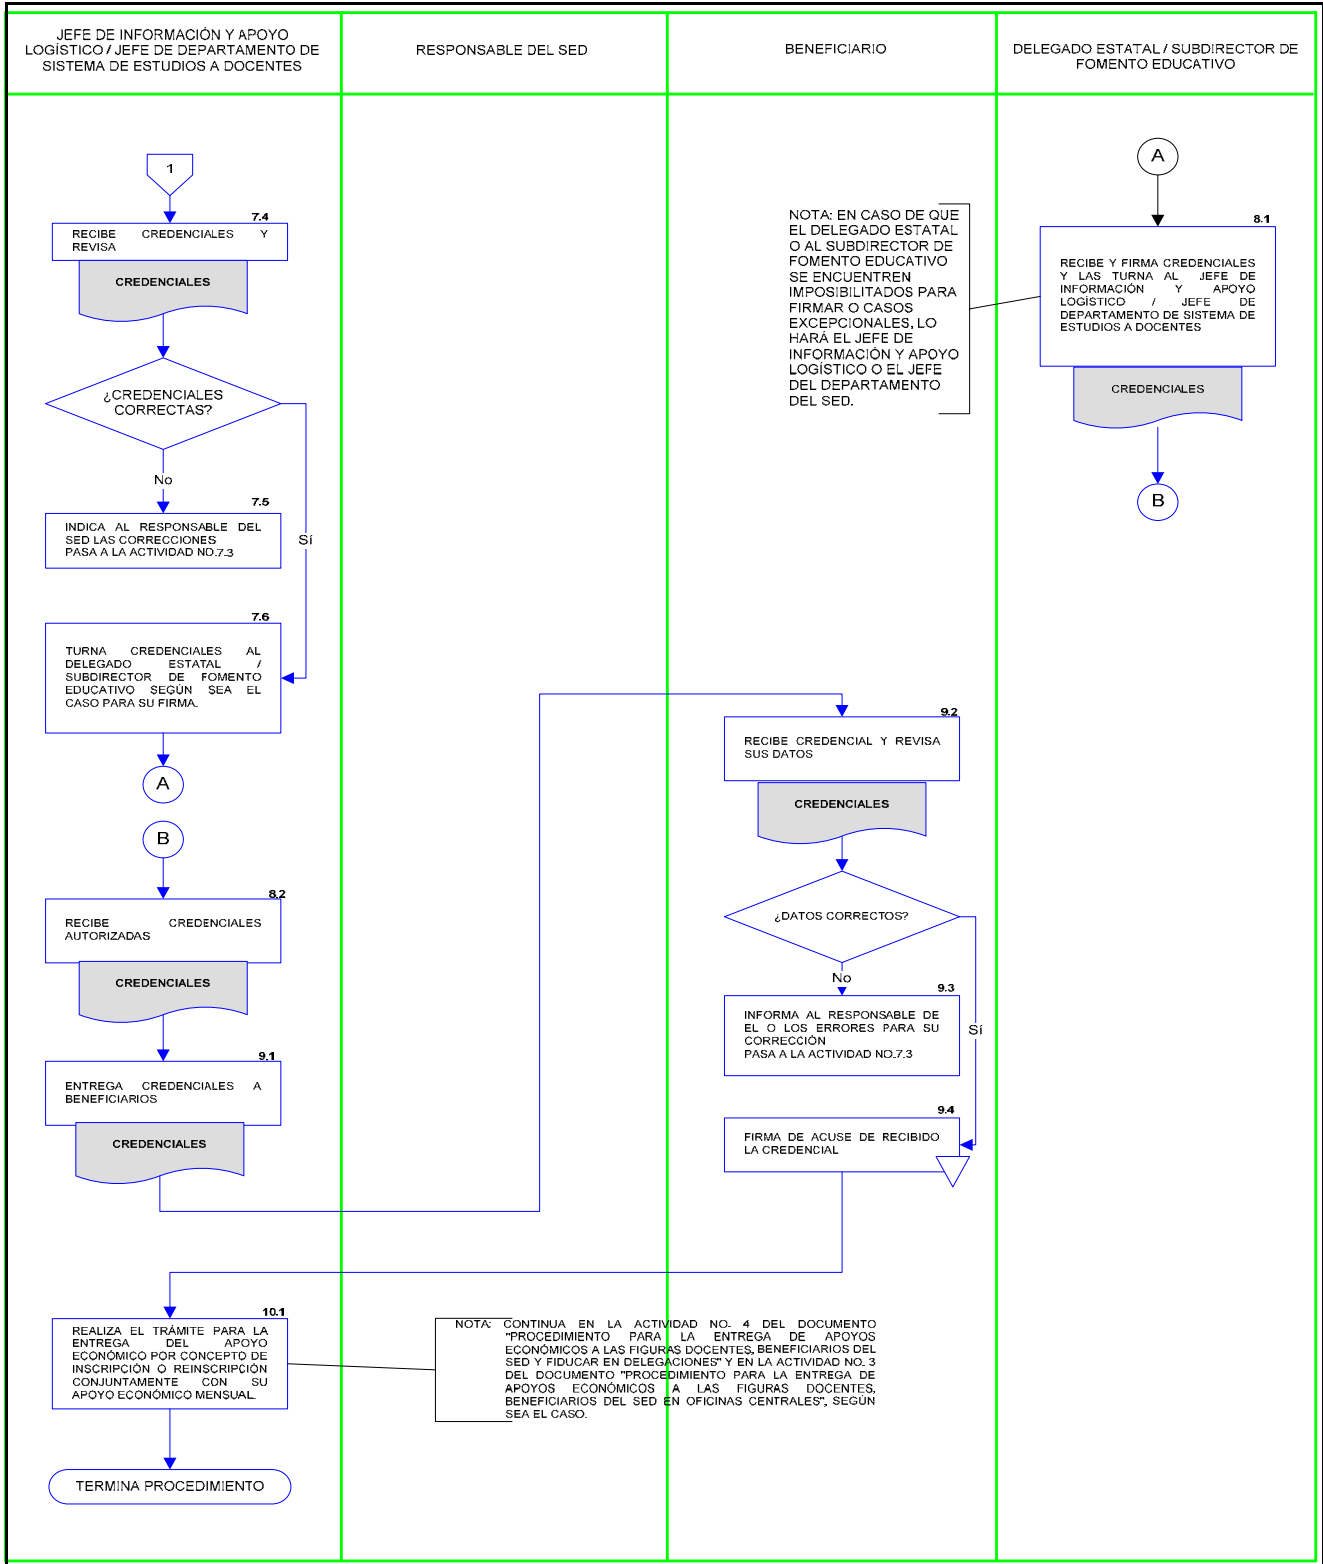 JEFE DE INFORMACIÓN Y APOYO
LOGÍSTICO / JEFE DE DEPARTAMENTO DE
SISTEMA DE ESTUDIOS A DOCENTES
RESPONSABLE DEL SED
BENEFICIARIO
DELEGADO ESTATAL / SUBDIRECTOR DE
FOMENTO EDUCATIVO
1
7.4
RECIBE CREDENCIALES Y
REVISA
CREDENCIALES
¿CREDENCIALES
CORRECTAS?
No
Sí
7.5
INDICA AL RESPONSABLE DEL
SED LAS CORRECCIONES
PASA A LA ACTIVIDAD NO.7.3
7.6
TURNA CREDENCIALES AL
DELEGADO ESTATAL /
SUBDIRECTOR DE FOMENTO
EDUCATIVO SEGÚN SEA EL
CASO PARA SU FIRMA.
A
B
8.2
RECIBE CREDENCIALES
AUTORIZADAS
CREDENCIALES
9.1
ENTREGA CREDENCIALES A
BENEFICIARIOS
CREDENCIALES
10.1
REALIZA EL TRÁMITE PARA LA
ENTREGA DEL APOYO
ECONÓMICO POR CONCEPTO DE
INSCRIPCIÓN O REINSCRIPCIÓN
CONJUNTAMENTE CON SU
APOYO ECONÓMICO MENSUAL.
TERMINA PROCEDIMIENTO
NOTA: CONTINUA EN LA ACTIVIDAD NO. 4 DEL DOCUMENTO
"PROCEDIMIENTO PARA LA ENTREGA DE APOYOS
ECONÓMICOS A LAS FIGURAS DOCENTES, BENEFICIARIOS DEL
SED Y FIDUCAR EN DELEGACIONES" Y EN LA ACTIVIDAD NO. 3
DEL DOCUMENTO "PROCEDIMIENTO PARA LA ENTREGA DE
APOYOS ECONÓMICOS A LAS FIGURAS DOCENTES,
BENEFICIARIOS DEL SED EN OFICINAS CENTRALES", SEGÚN
SEA EL CASO.
NOTA: EN CASO DE QUE
EL DELEGADO ESTATAL
O AL SUBDIRECTOR DE
FOMENTO EDUCATIVO
SE ENCUENTREN
IMPOSIBILITADOS PARA
FIRMAR O CASOS
EXCEPCIONALES, LO
HARÁ EL JEFE DE
INFORMACIÓN Y APOYO
LOGÍSTICO O EL JEFE
DEL DEPARTAMENTO
DEL SED.
9.2
RECIBE CREDENCIAL Y REVISA
SUS DATOS
CREDENCIALES
¿DATOS CORRECTOS?
No
Sí
9.3
INFORMA AL RESPONSABLE DE
EL O LOS ERRORES PARA SU
CORRECCIÓN
PASA A LA ACTIVIDAD NO.7.3
9.4
FIRMA DE ACUSE DE RECIBIDO
LA CREDENCIAL
A
8.1
RECIBE Y FIRMA CREDENCIALES
Y LAS TURNA AL JEFE DE
INFORMACIÓN Y APOYO
LOGÍSTICO / JEFE DE
DEPARTAMENTO DE SISTEMA DE
ESTUDIOS A DOCENTES
CREDENCIALES
B